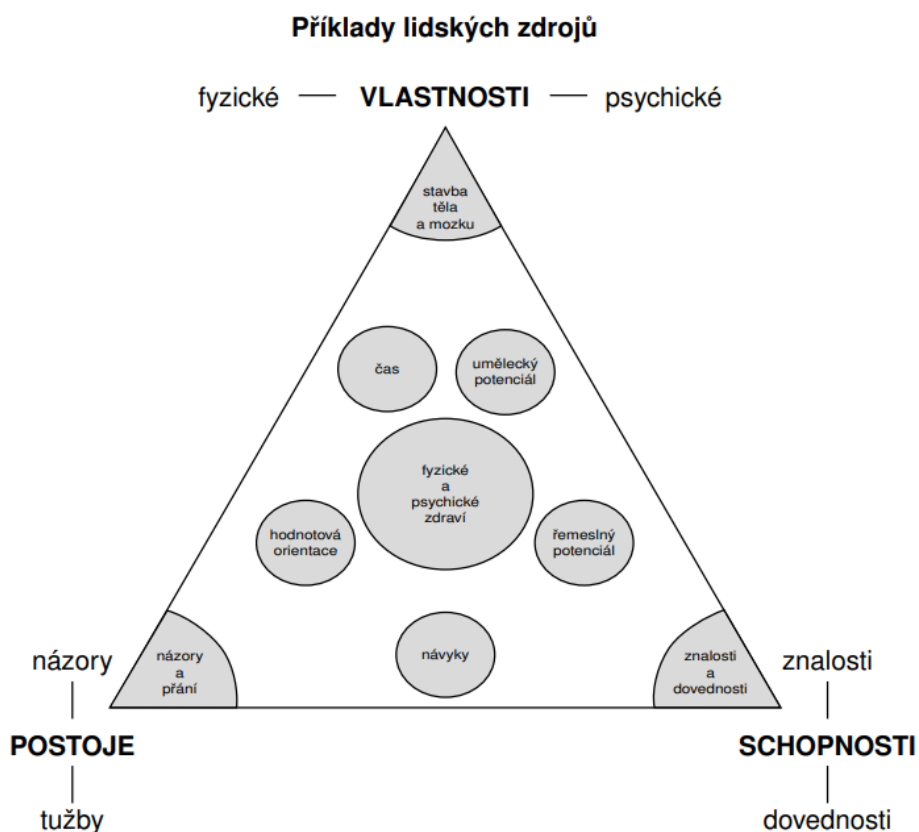 Příklady lidských zdrojů
fyzické — VLASTNOSTI — psychické
stavba
těla
a mozku
čas
umělecký
potenciál
fyzické
a
psychické
zdraví
hodnotová
orientace
řemeslný
potenciál
návyky
názory
a
přání
znalosti
a
dovednosti
názory
POSTOJE
tužby
znalosti
SCHOPNOSTI
dovednosti